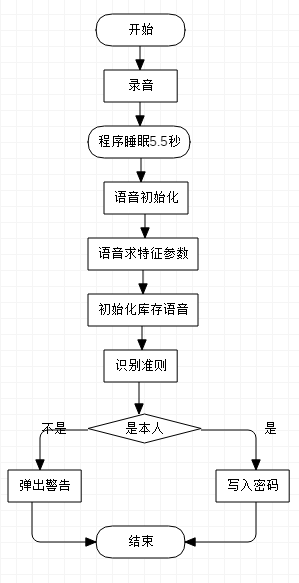 开始
录音
程序睡眠5.5秒
语音初始化
语音求特征参数
初始化库存语音
识别准则
是本人
不是
是
弹出警告
写入密码
结束